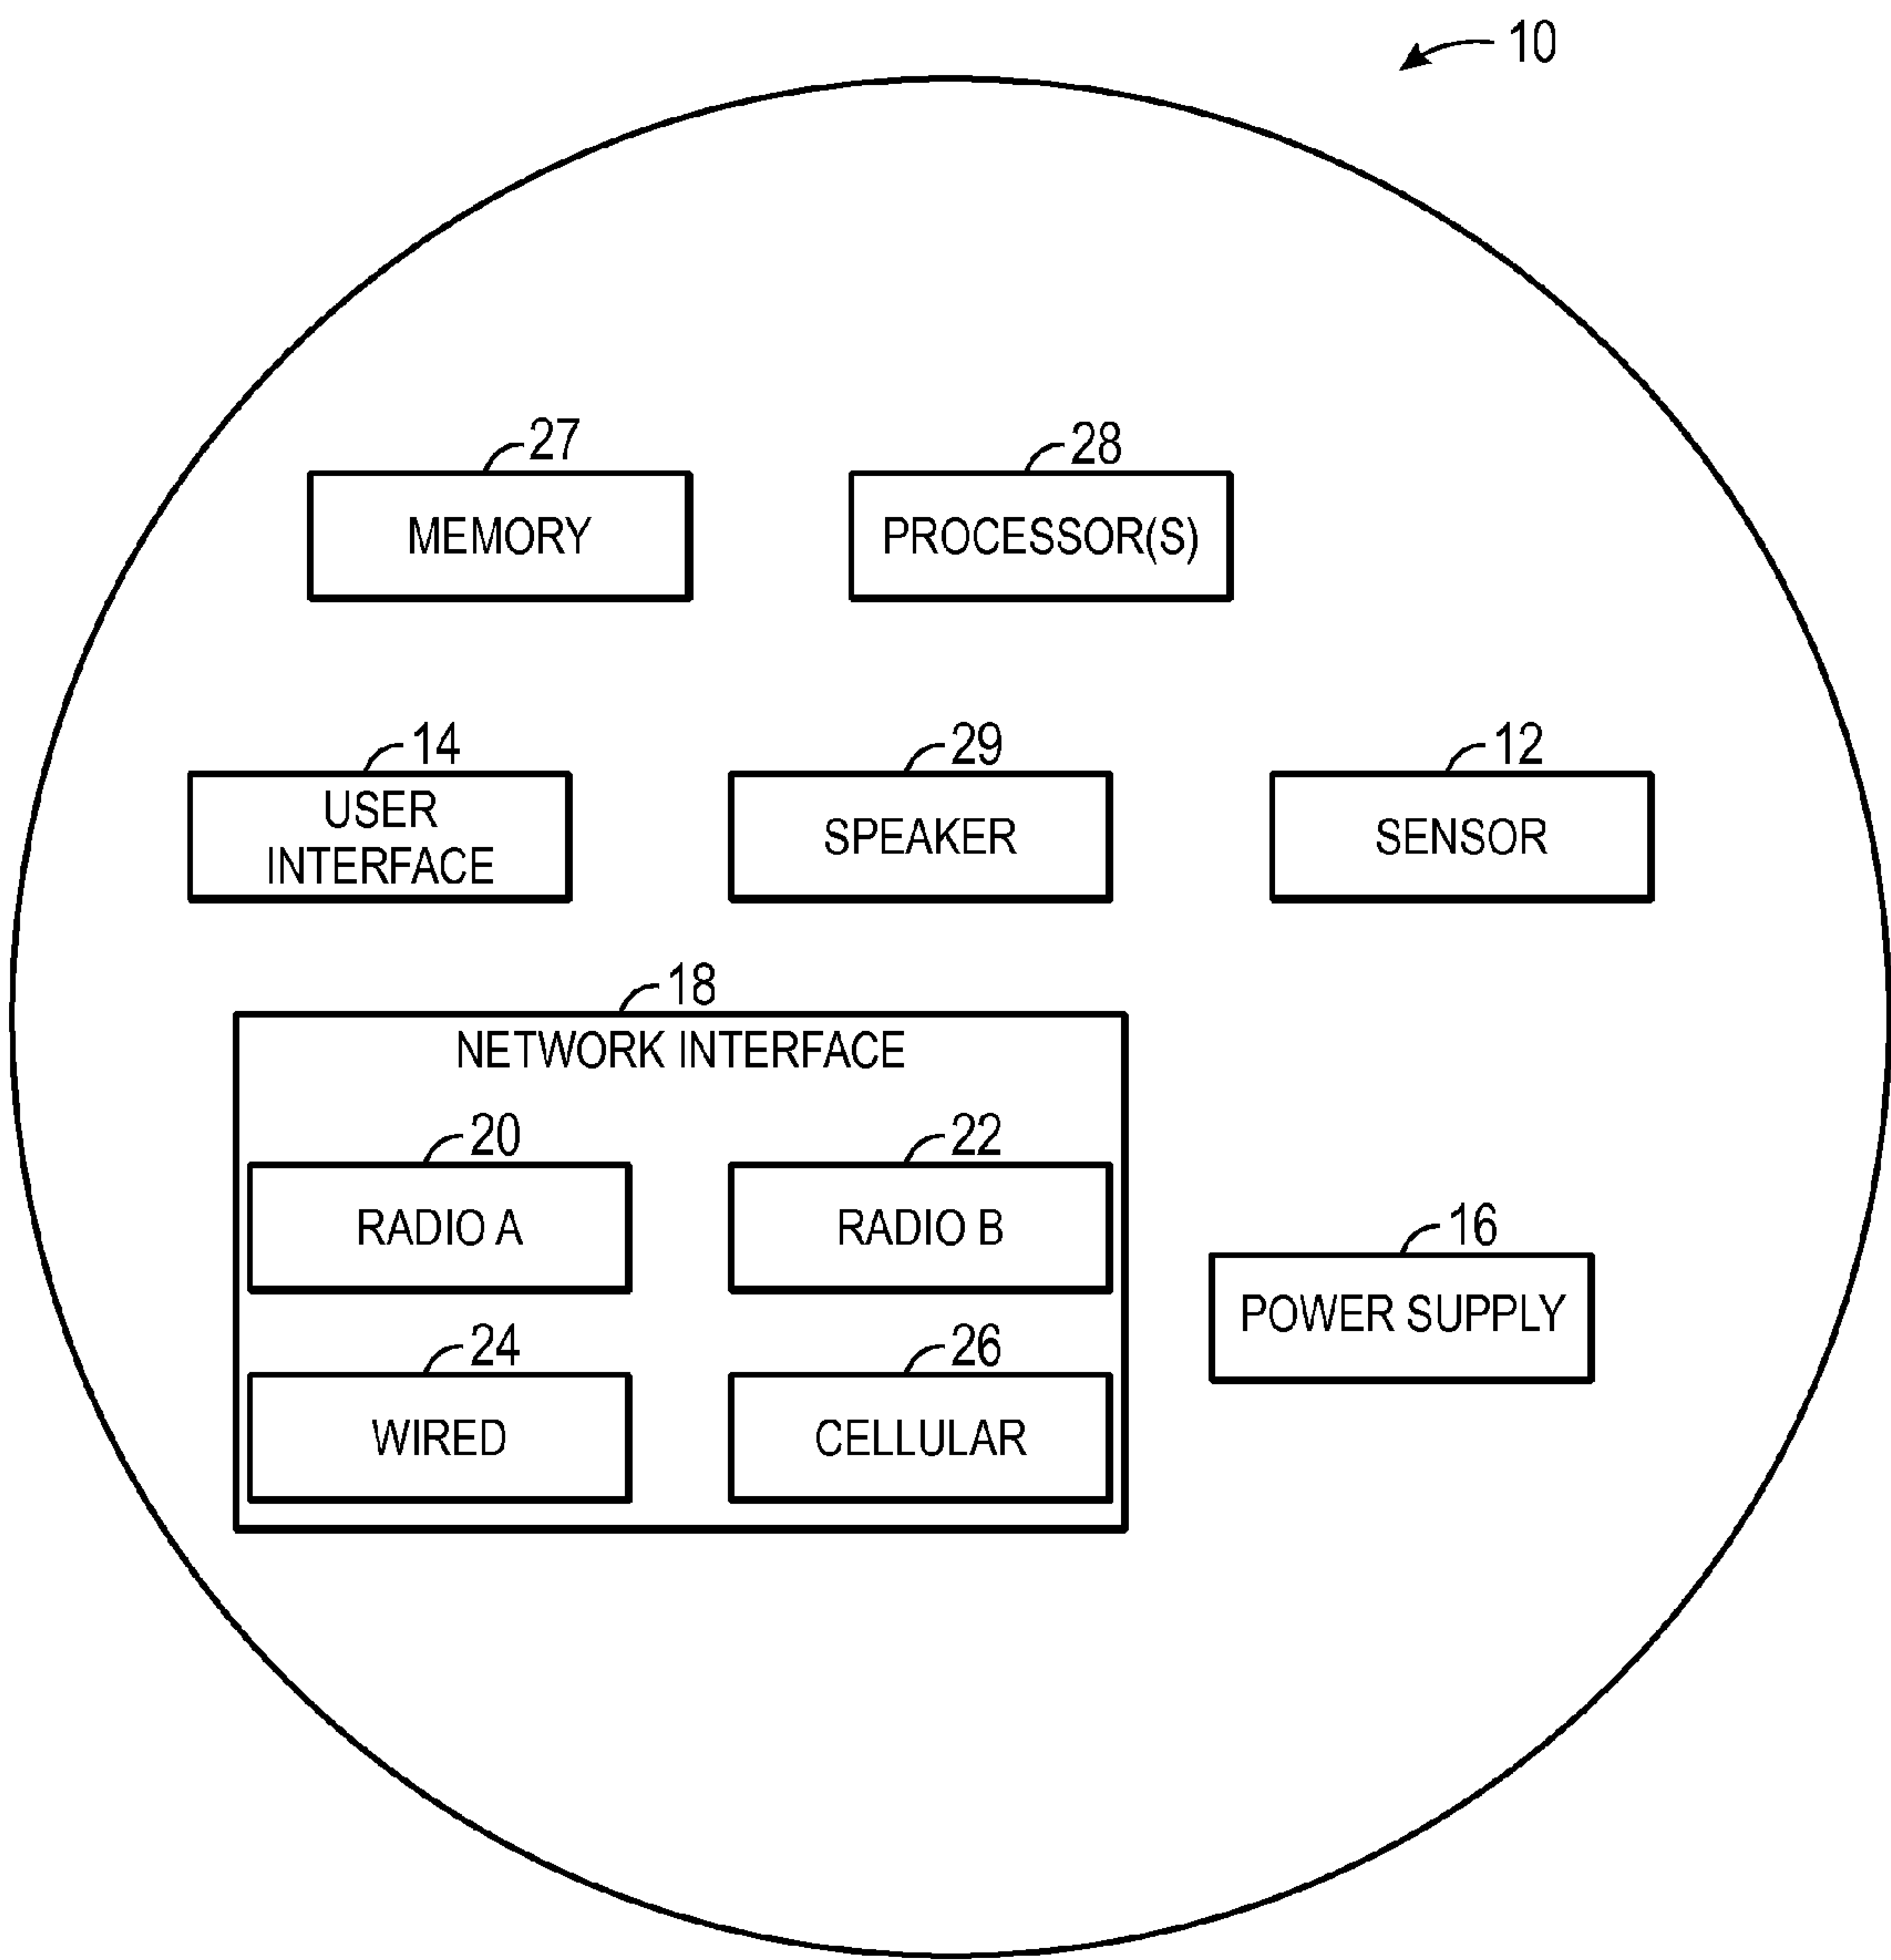 10
27
28
MEMORY
PROCESSOR(S)
14
29
12
USER
INTERFACE
SPEAKER
SENSOR
18
NETWORK INTERFACE
20
22
RADIO A
RADIO B
16
POWER SUPPLY
24
26
WIRED
CELLULAR